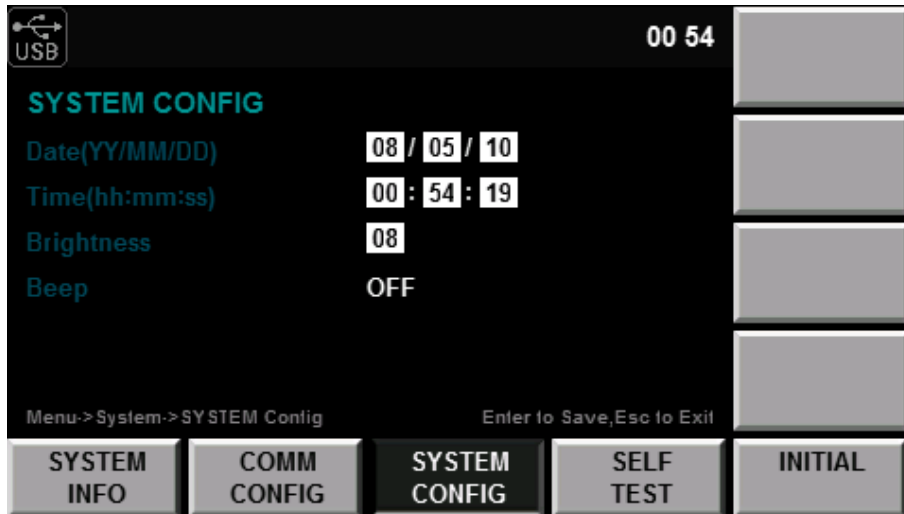 USB
00 54
SYSTEM CONFIG
Date(YY/MM/DD) 08 / 05 / 10
Time(hh:mm:ss) 00 : 54 : 19
Brightness 08
Beep OFF
Menu->System->SYSTEM Config Enter to Save,Esc to Exit
SYSTEM INFO
COMM CONFIG
SYSTEM CONFIG
SELF TEST
INITIAL